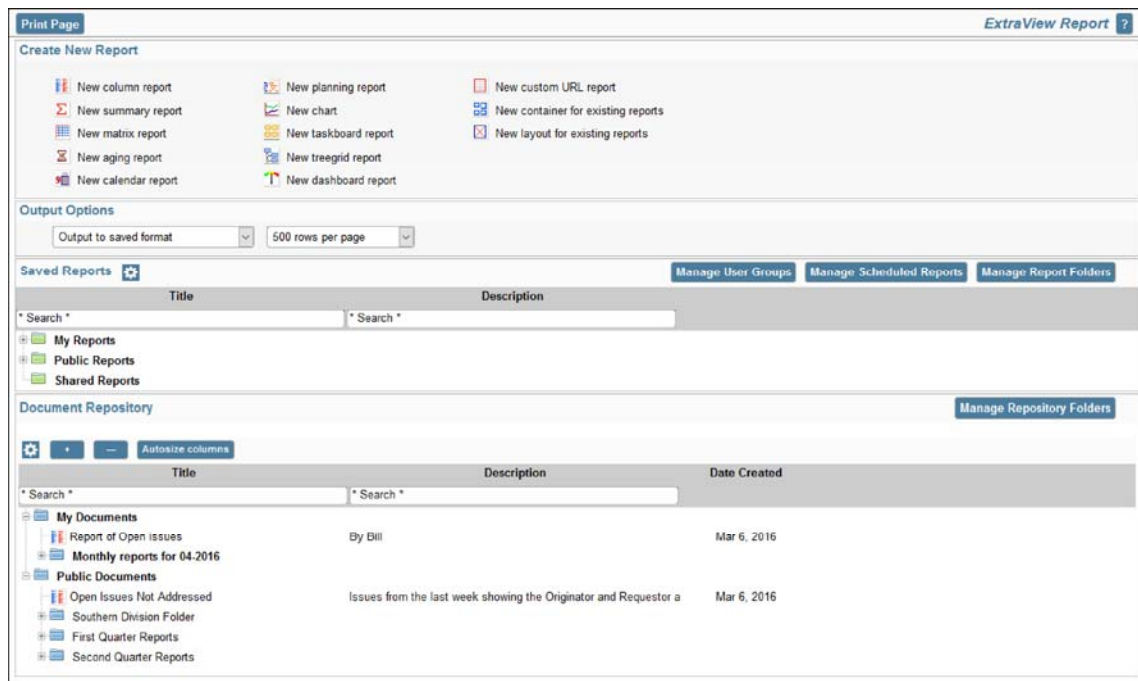 Print Page ExtraView Report ?
Create New Report
New column report New planning report New custom URL report
New summary report New chart New container for existing reports
New matrix report New taskboard report New layout for existing reports
New aging report New treegrid report
New calendar report New dashboard report
Output Options
Output to saved format 500 rows per page
Saved Reports Manage User Groups Manage Scheduled Reports Manage Report Folders
Title Description
* Search * * Search *
My Reports
Public Reports
Shared Reports
Document Repository Manage Repository Folders
+ — Autosize columns
Title Description Date Created
* Search * * Search *
My Documents
Report of Open issues By Bill Mar 6, 2016
Monthly reports for 04-2016
Public Documents
Open Issues Not Addressed Issues from the last week showing the Originator and Requestor a Mar 6, 2016
Southern Division Folder
First Quarter Reports
Second Quarter Reports